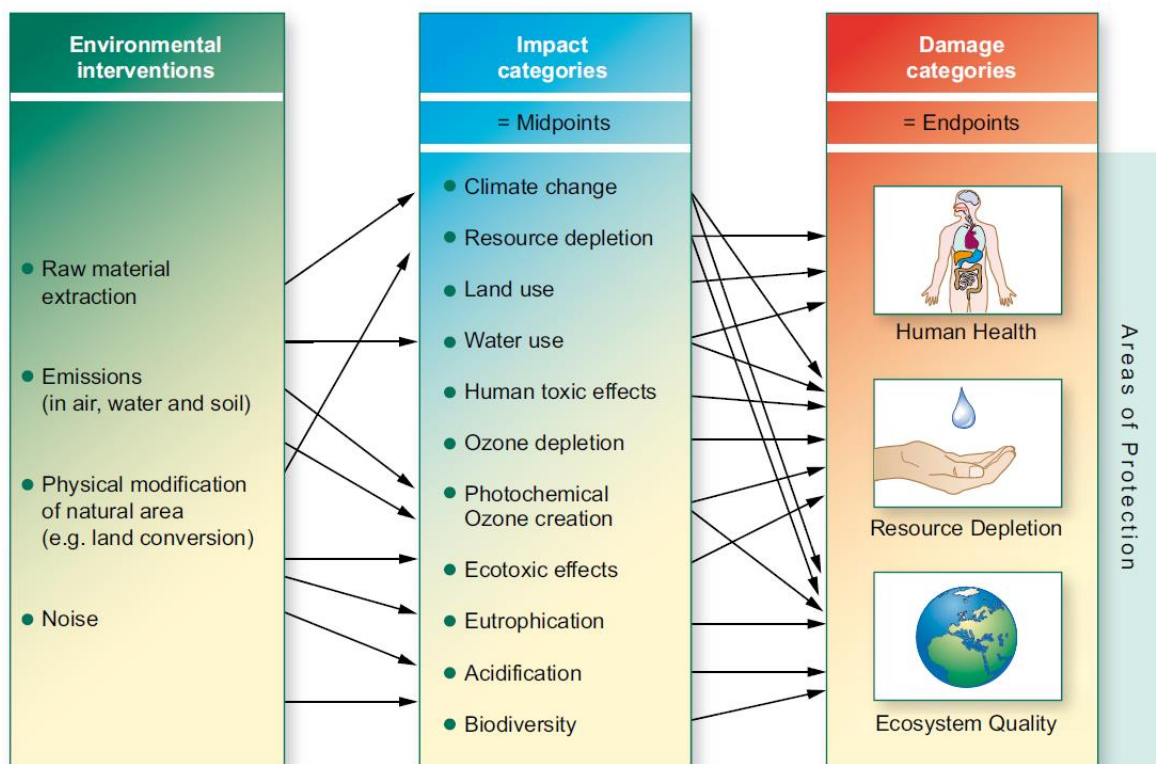 Environmental
interventions
Raw material
extraction
Emissions
(in air, water and soil)
Physical modification
of natural area
(e.g. land conversion)
Noise
Impact
categories
= Midpoints
Climate change
Resource depletion
Land use
Water use
Human toxic effects
Ozone depletion
Photochemical
Ozone creation
Ecotoxic effects
Eutrophication
Acidification
Biodiversity
Damage
categories
= Endpoints
Human Health
Resource Depletion
Ecosystem Quality
Areas of Protection